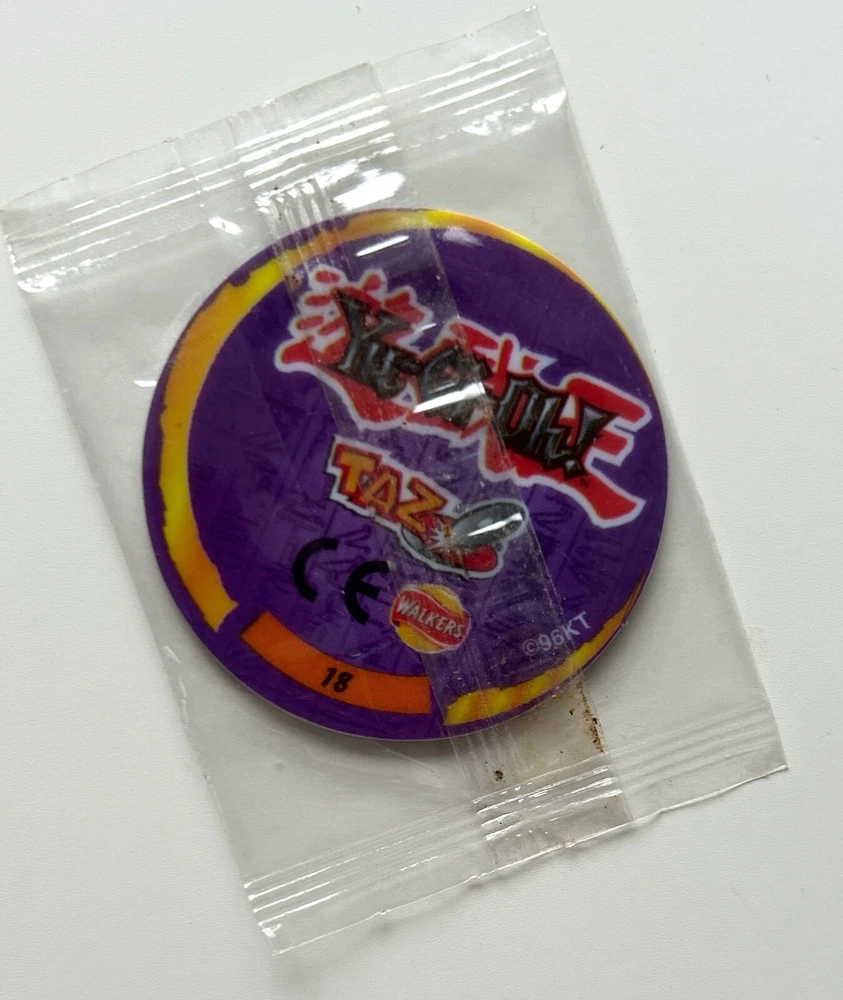 Yu-Gi-Oh!
TAZO
CE
WALKERS
©96KT
18